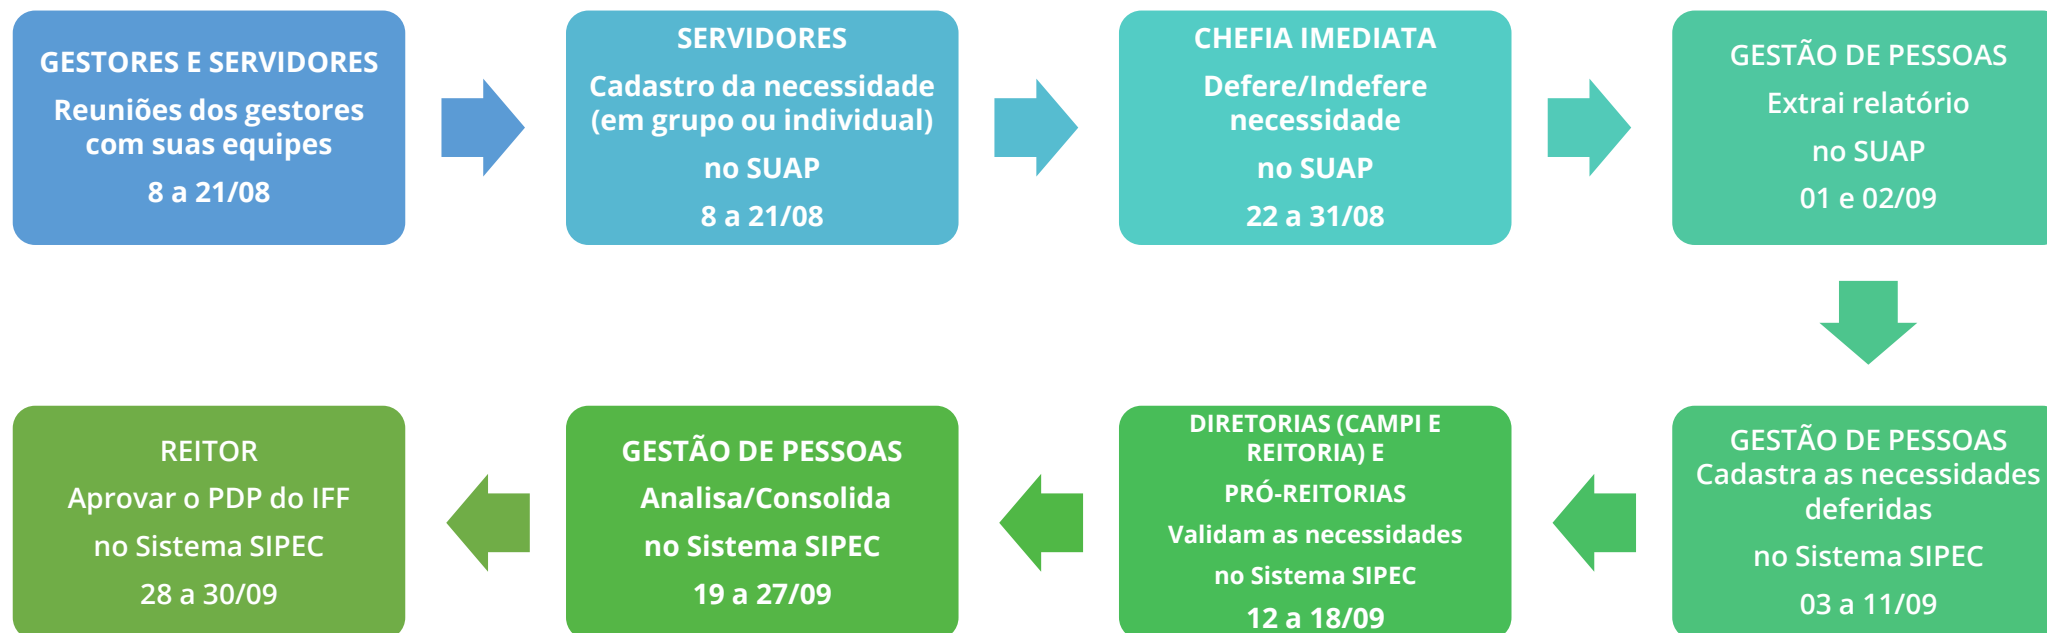 GESTORES E SERVIDORES
Reuniões dos gestores
com suas equipes
8 a 21/08
SERVIDORES
Cadastro da necessidade
(em grupo ou individual)
no SUAP
8 a 21/08
CHEFIA IMEDIATA
Defere/Indefere
necessidade
no SUAP
22 a 31/08
GESTÃO DE PESSOAS
Extrai relatório
no SUAP
01 e 02/09
GESTÃO DE PESSOAS
Cadastra as necessidades
deferidas
no Sistema SIPEC
03 a 11/09
DIRETORIAS (CAMPI E
REITORIA) E
PRÓ-REITORIAS
Validam as necessidades
no Sistema SIPEC
12 a 18/09
GESTÃO DE PESSOAS
Analisa/Consolida
no Sistema SIPEC
19 a 27/09
REITOR
Aprovar o PDP do IFF
no Sistema SIPEC
28 a 30/09